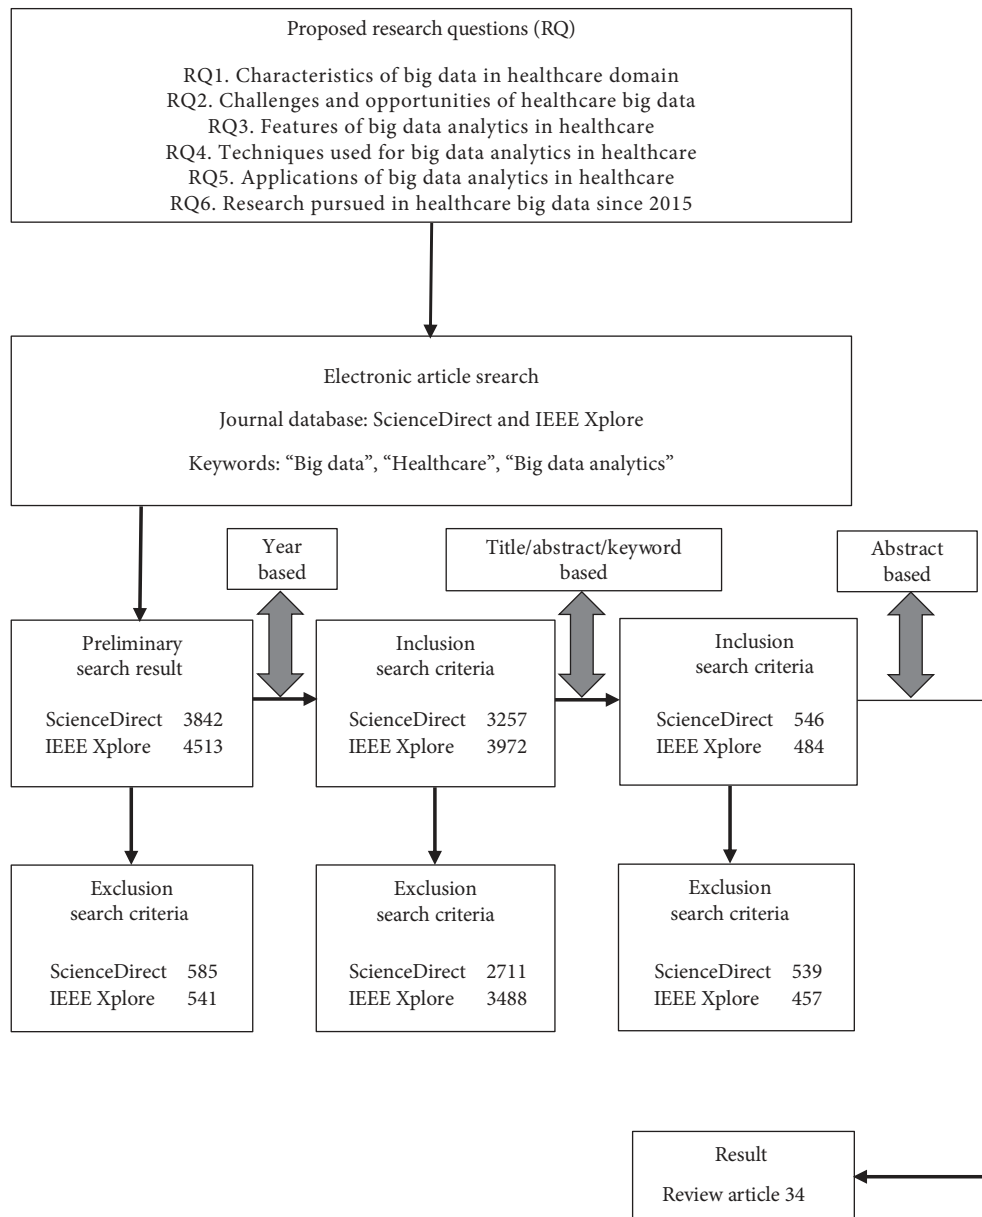 Proposed research questions (RQ)
RQ1. Characteristics of big data in healthcare domain
RQ2. Challenges and opportunities of healthcare big data
RQ3. Features of big data analytics in healthcare
RQ4. Techniques used for big data analytics in healthcare
RQ5. Applications of big data analytics in healthcare
RQ6. Research pursued in healthcare big data since 2015
Electronic article srearch
Journal database: ScienceDirect and IEEE Xplore
Keywords: “Big data”, “Healthcare”, “Big data analytics”
Year
based
Title/abstract/keyword
based
Abstract
based
Preliminary
search result
ScienceDirect 3842
IEEE Xplore 4513
Inclusion
search criteria
ScienceDirect 3257
IEEE Xplore 3972
Inclusion
search criteria
ScienceDirect 546
IEEE Xplore 484
Exclusion
search criteria
ScienceDirect 585
IEEE Xplore 541
Exclusion
search criteria
ScienceDirect 2711
IEEE Xplore 3488
Exclusion
search criteria
ScienceDirect 539
IEEE Xplore 457
Result
Review article 34